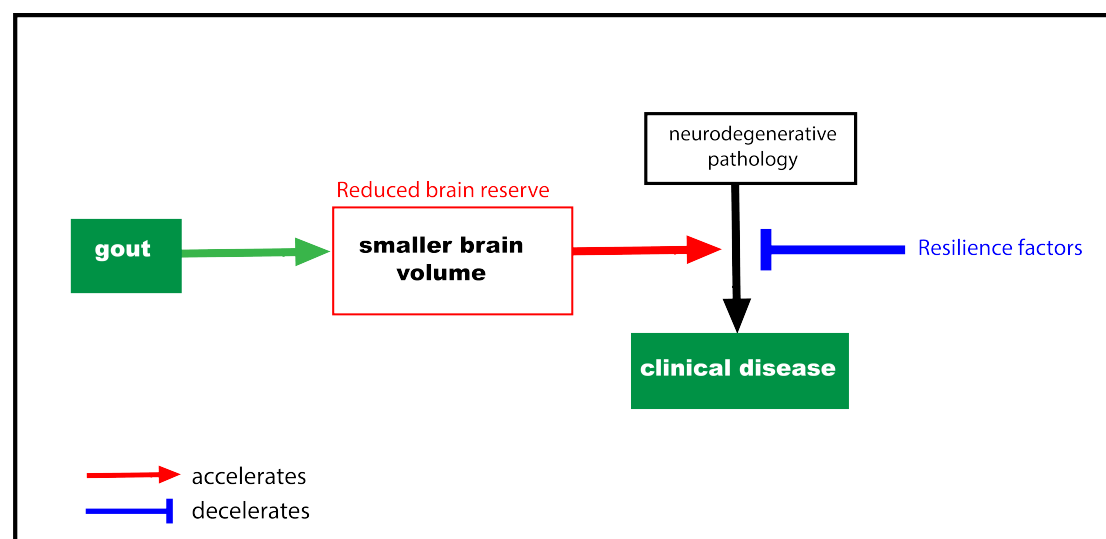 neurodegenerative
pathology
Reduced brain reserve
gout
smaller brain
volume
Resilience factors
clinical disease
accelerates
decelerates